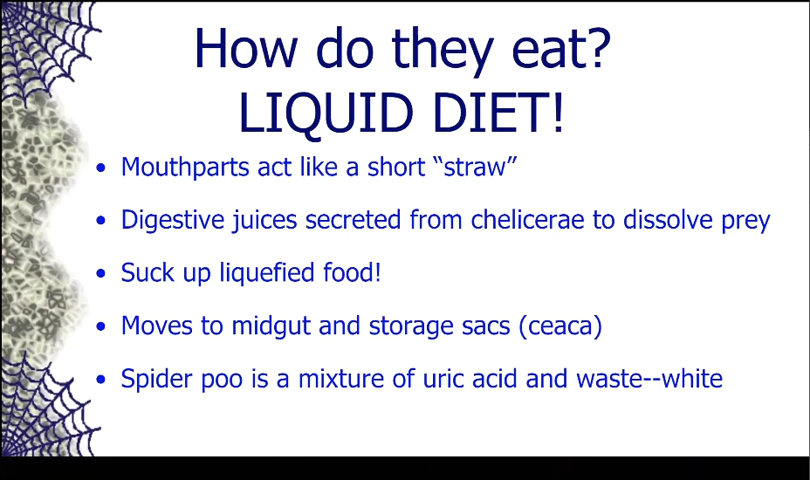 How do they eat?
LIQUID DIET!
• Mouthparts act like a short “straw”
• Digestive juices secreted from chelicerae to dissolve prey
• Suck up liquefied food!
• Moves to midgut and storage sacs (ceaca)
• Spider poo is a mixture of uric acid and waste--white